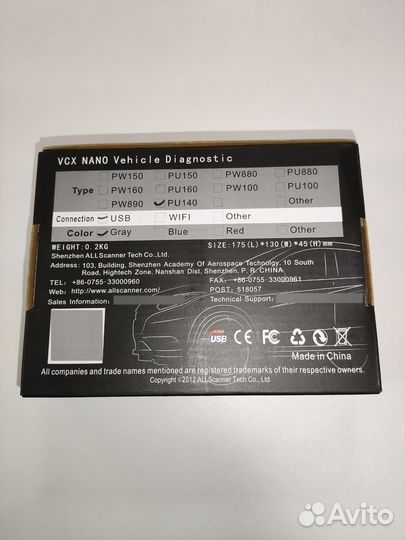 VCX NANO Vehicle Diagnostic
PW150 PU150 PW880 PU880
Type PW160 PU160 PW100 PU100
PW890 PU140 Other
Connection USB WIFI Other
Color Gray Blue Red Other
WEIGHT:0.2KG SIZE:175(L)*130(W)*45(H)mm
Shenzhen ALLScanner Tech Co., Ltd.
Address: 103, Building, Shenzhen Academy Of Aerospace Technolgy, 10 South
Road, Hightech Zone, Nanshan Dist, Shenzhen, P. R. CHINA
TEL: +86-0755-33000960 FAX: +86-0755-33000961
Web: http://www.allscanner.com POST: 518057
Sales Information: Technical Support:
USB CE FC
Made in China
All companies and trade names mentioned are registered
trademarks of their respective companies.
Copyright©2012 ALLScanner Tech Co., Ltd.
Avito